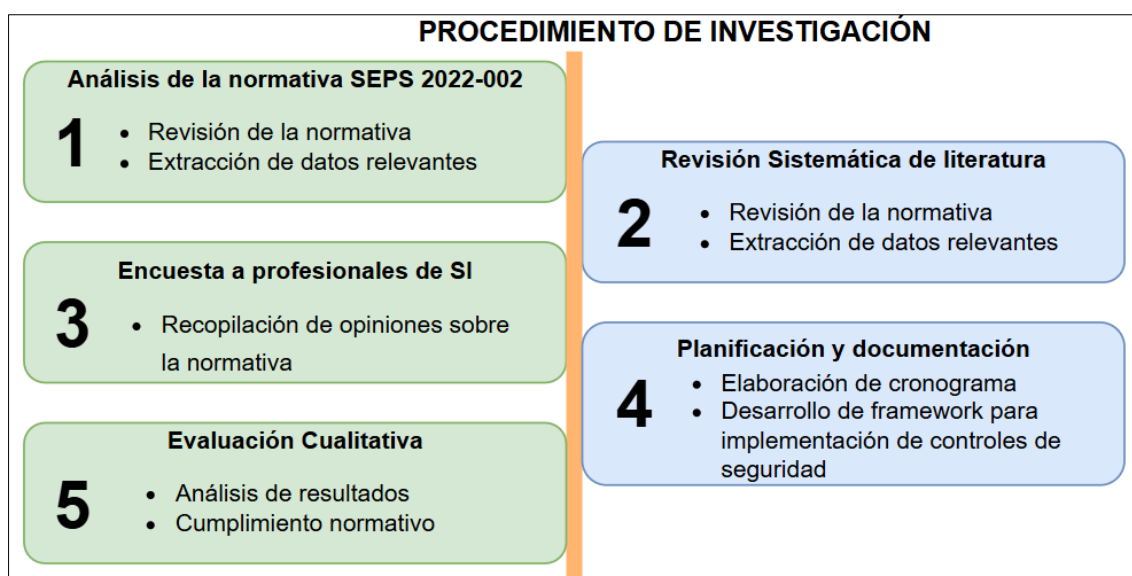 PROCEDIMIENTO DE INVESTIGACIÓN
Análisis de la normativa SEPS 2022-002
1
• Revisión de la normativa
• Extracción de datos relevantes
Revisión Sistemática de literatura
2
• Revisión de la normativa
• Extracción de datos relevantes
Encuesta a profesionales de SI
3
• Recopilación de opiniones sobre
la normativa
Planificación y documentación
4
• Elaboración de cronograma
• Desarrollo de framework para
implementación de controles de
seguridad
Evaluación Cualitativa
5
• Análisis de resultados
• Cumplimiento normativo